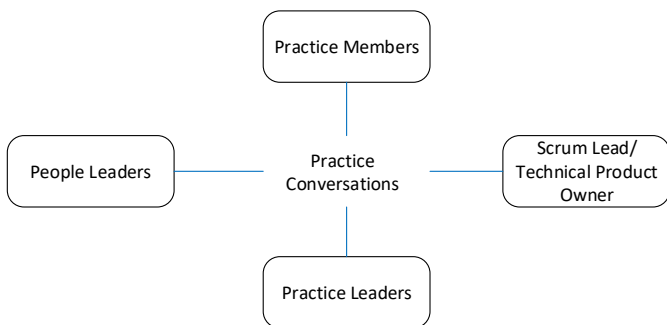 Practice Members
People Leaders
Practice
Conversations
Scrum Lead/
Technical Product
Owner
Practice Leaders